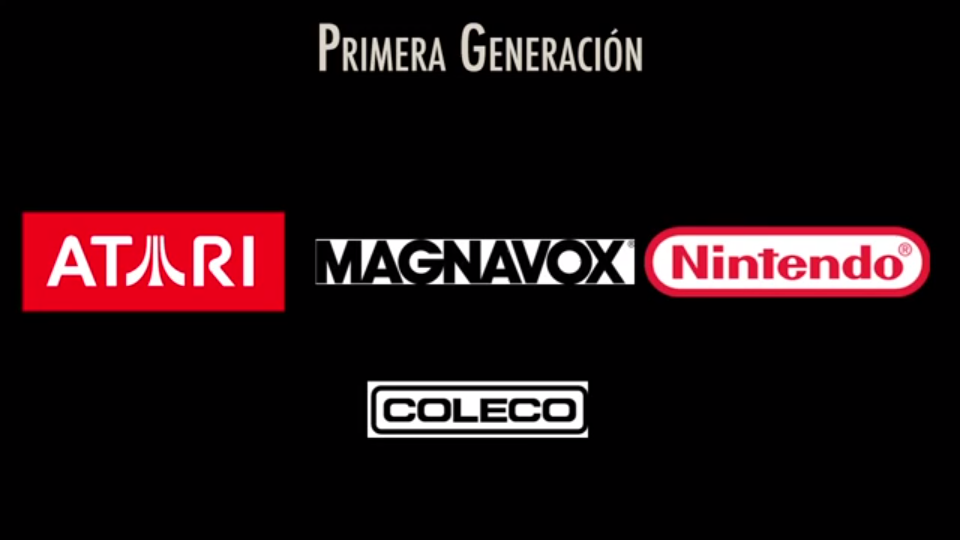 PRIMERA GENERACIÓN
ATARI
MAGNAVOX®
Nintendo®
COLECO